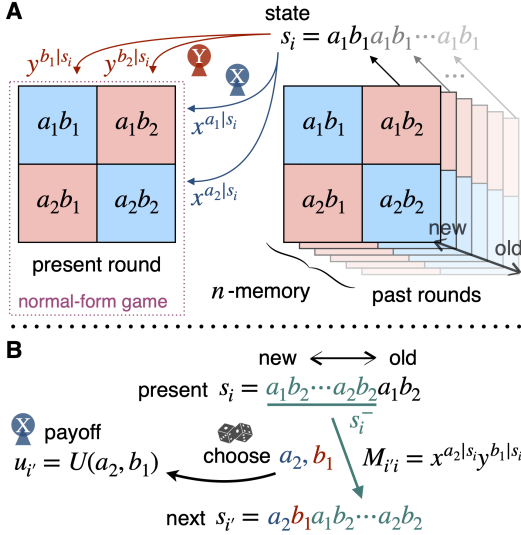 A
state
s_i = a_1b_1a_1b_1⋯a_1b_1
y^{b_1|s_i} y^{b_2|s_i} Y
X
...
a_1b_1 a_1b_2
x^{a_1|s_i}
a_1b_1 a_1b_2
a_2b_1 a_2b_2
x^{a_2|s_i}
a_2b_1 a_2b_2
new
old
present round
n-memory past rounds
normal-form game
B
new old
present s_i = a_1b_2⋯a_2b_2a_1b_2
s_i^-
X payoff
choose a_2, b_1
M_{i'i} = x^{a_2|s_i}y^{b_1|s_i}
u_{i'} = U(a_2, b_1)
next s_{i'} = a_2b_1a_1b_2⋯a_2b_2